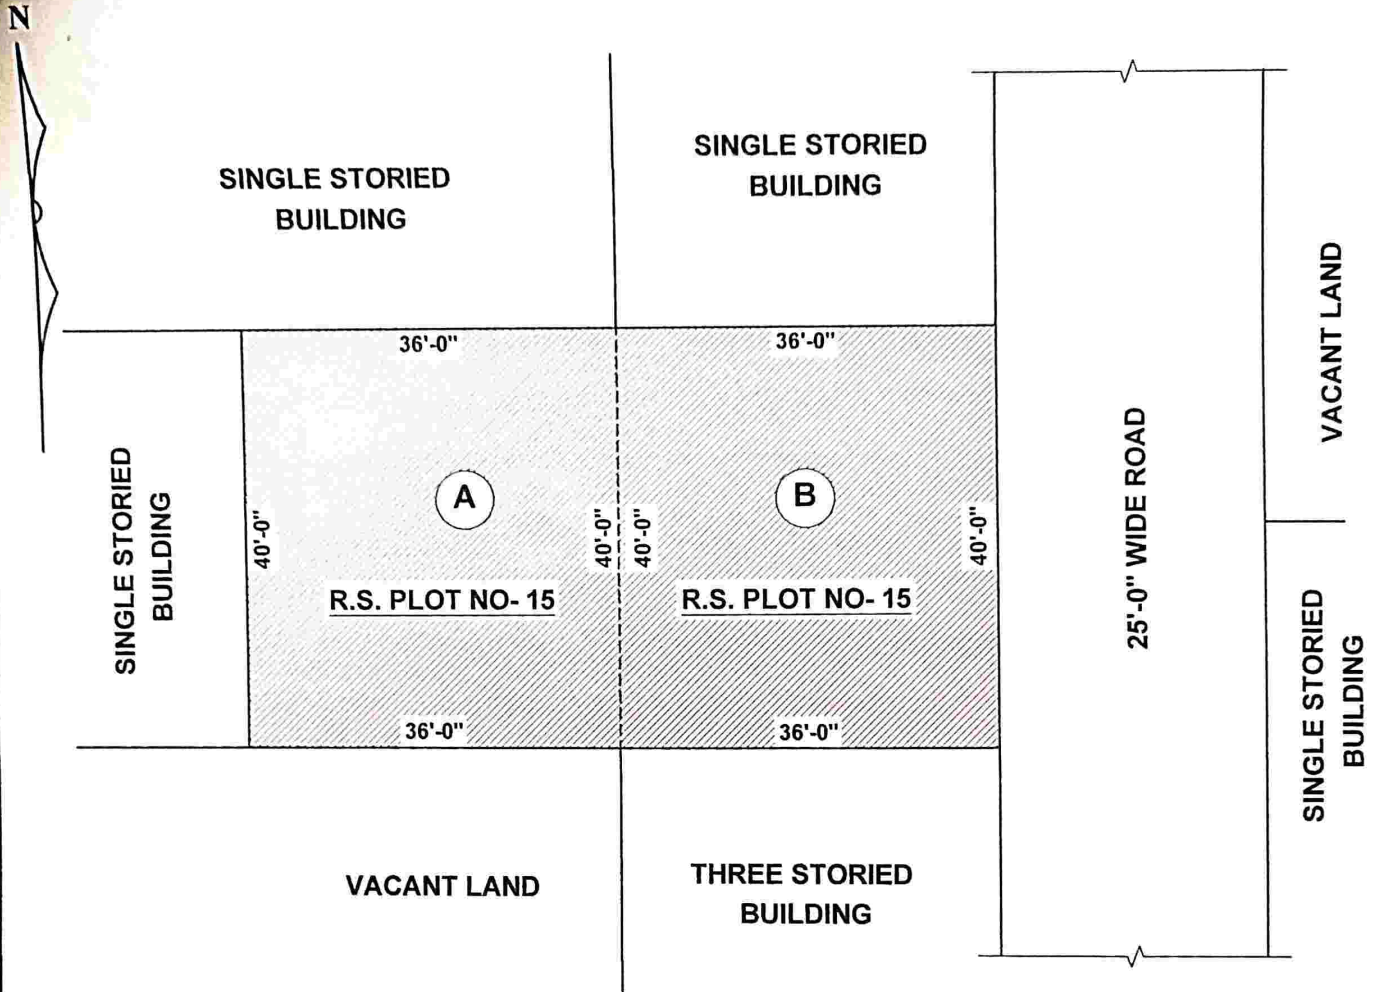 N
SINGLE STORIED
BUILDING
SINGLE STORIED
BUILDING
VACANT LAND
36'-0"
36'-0"
SINGLE STORIED
BUILDING
40'-0"
A
40'-0"
40'-0"
B
40'-0"
25'-0" WIDE ROAD
R.S. PLOT NO- 15
R.S. PLOT NO- 15
36'-0"
36'-0"
SINGLE STORIED
BUILDING
VACANT LAND
THREE STORIED
BUILDING